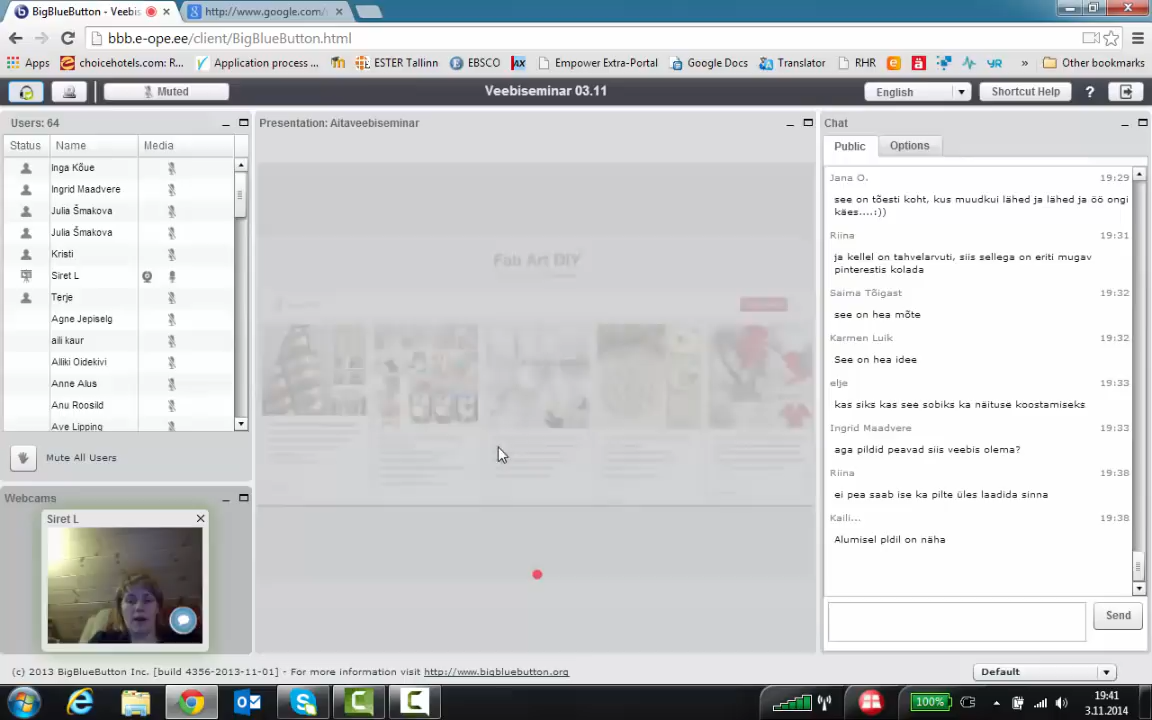 BigBlueButton - Veebis
http://www.google.com/
bbb.e-ope.ee/client/BigBlueButton.html
Apps
choicehotels.com: R...
Application process ...
ESTER Tallinn
EBSCO
Empower Extra-Portal
Google Docs
Translator
RHR
»
Other bookmarks
Muted
Veebiseminar 03.11
English
Shortcut Help
?
Users: 64
Presentation: Aitaveebiseminar
Chat
Status
Name
Media
Public
Options
Inga Kõue
Ingrid Maadvere
Julia Šmakova
Julia Šmakova
Kristi
Siret L
Terje
Agne Jepiselg
aili kaur
Alliki Oidekivi
Anne Alus
Anu Roosild
Ave Lipping
Mute All Users
Webcams
Siret L
Fab Art DIY
Jana O. 19:29
see on tõesti koht, kus muudkui lähed ja lähed ja öö ongi
käes....:))
Riina 19:31
ja kellel on tahvelarvuti, siis sellega on eriti mugav
pinterestis kolada
Saima Tõigast 19:32
see on hea mõte
Karmen Luik 19:32
See on hea idee
elje 19:33
kas siks kas see sobiks ka näituse koostamiseks
Ingrid Maadvere 19:33
aga pildid peavad siis veebis olema?
Riina 19:38
ei pea saab ise ka pilte üles laadida sinna
Kaili... 19:38
Alumisel pldil on näha
Send
(c) 2013 BigBlueButton Inc. [build 4356-2013-11-01] - For more information visit http://www.bigbluebutton.org
Default
100%
19:41
3.11.2014